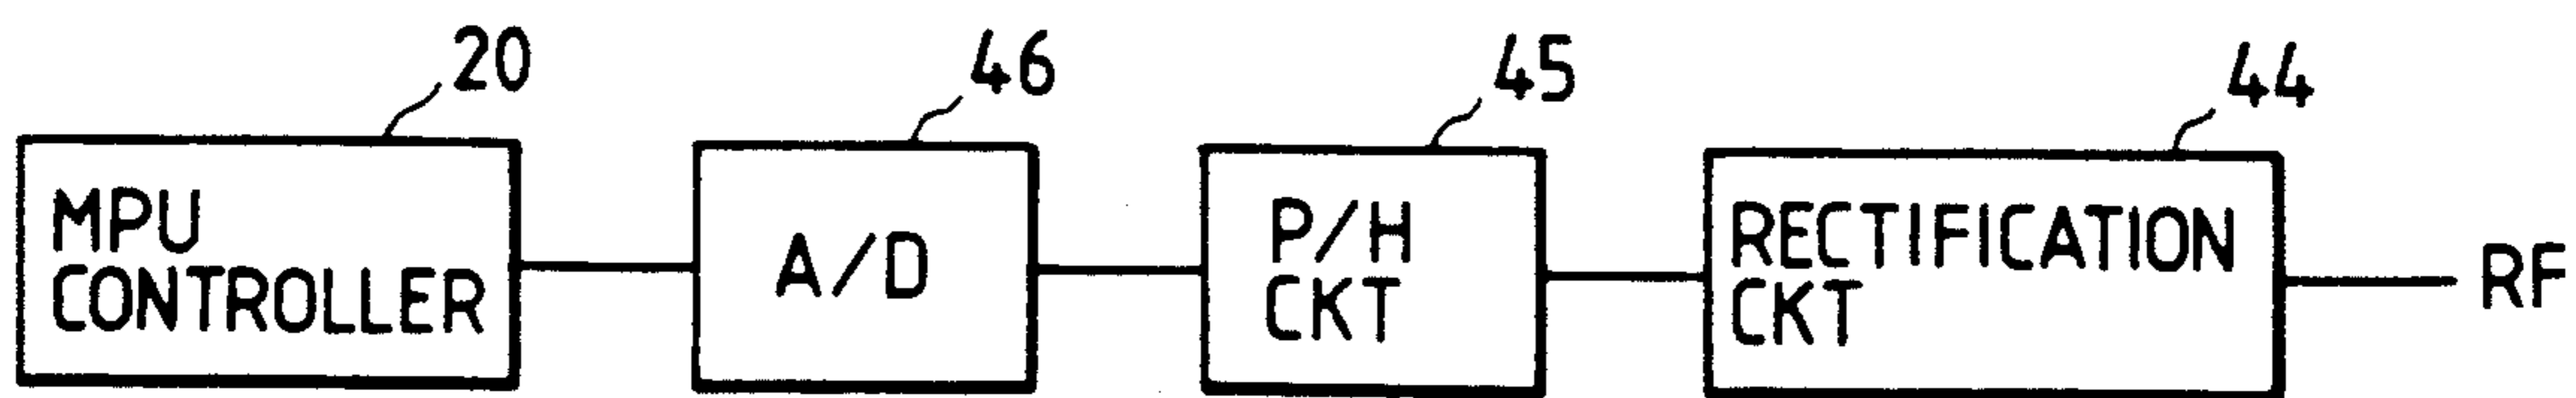 20
46
45
44
MPU
CONTROLLER
A/D
P/H
CKT
RECTIFICATION
CKT
RF